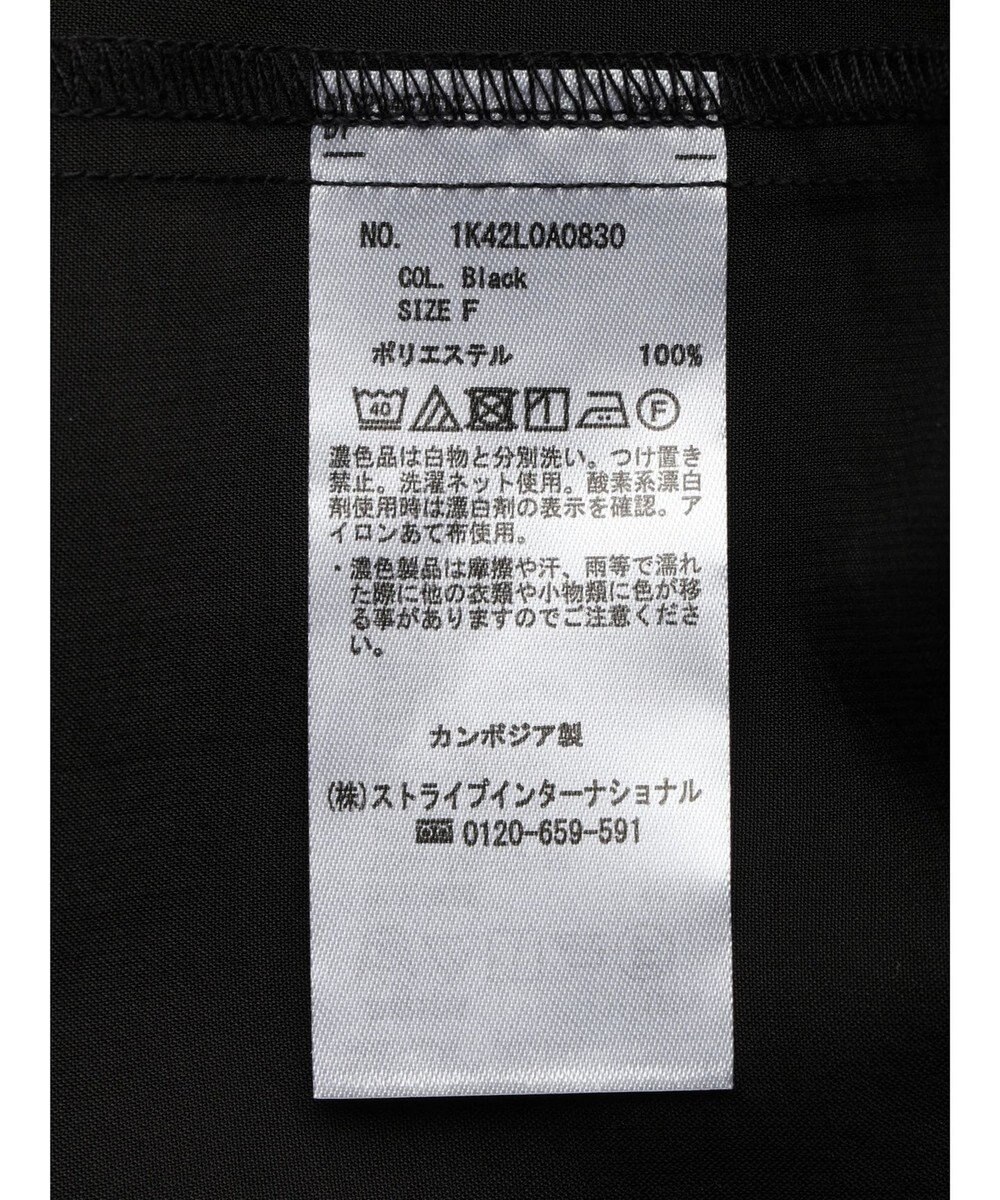 NO. 1K42L0A0830
COL. Black
SIZE F
ポリエステル 100%
40 F
濃色品は白物と分別洗い。つけ置き
禁止。洗濯ネット使用。酸素系漂白
剤使用時は漂白剤の表示を確認。ア
イロンあて布使用。
・濃色製品は摩擦や汗、雨等で濡れ
た際に他の衣類や小物類に色が移
る事がありますのでご注意くださ
い。
カンボジア製
(株)ストライプインターナショナル
0120-659-591